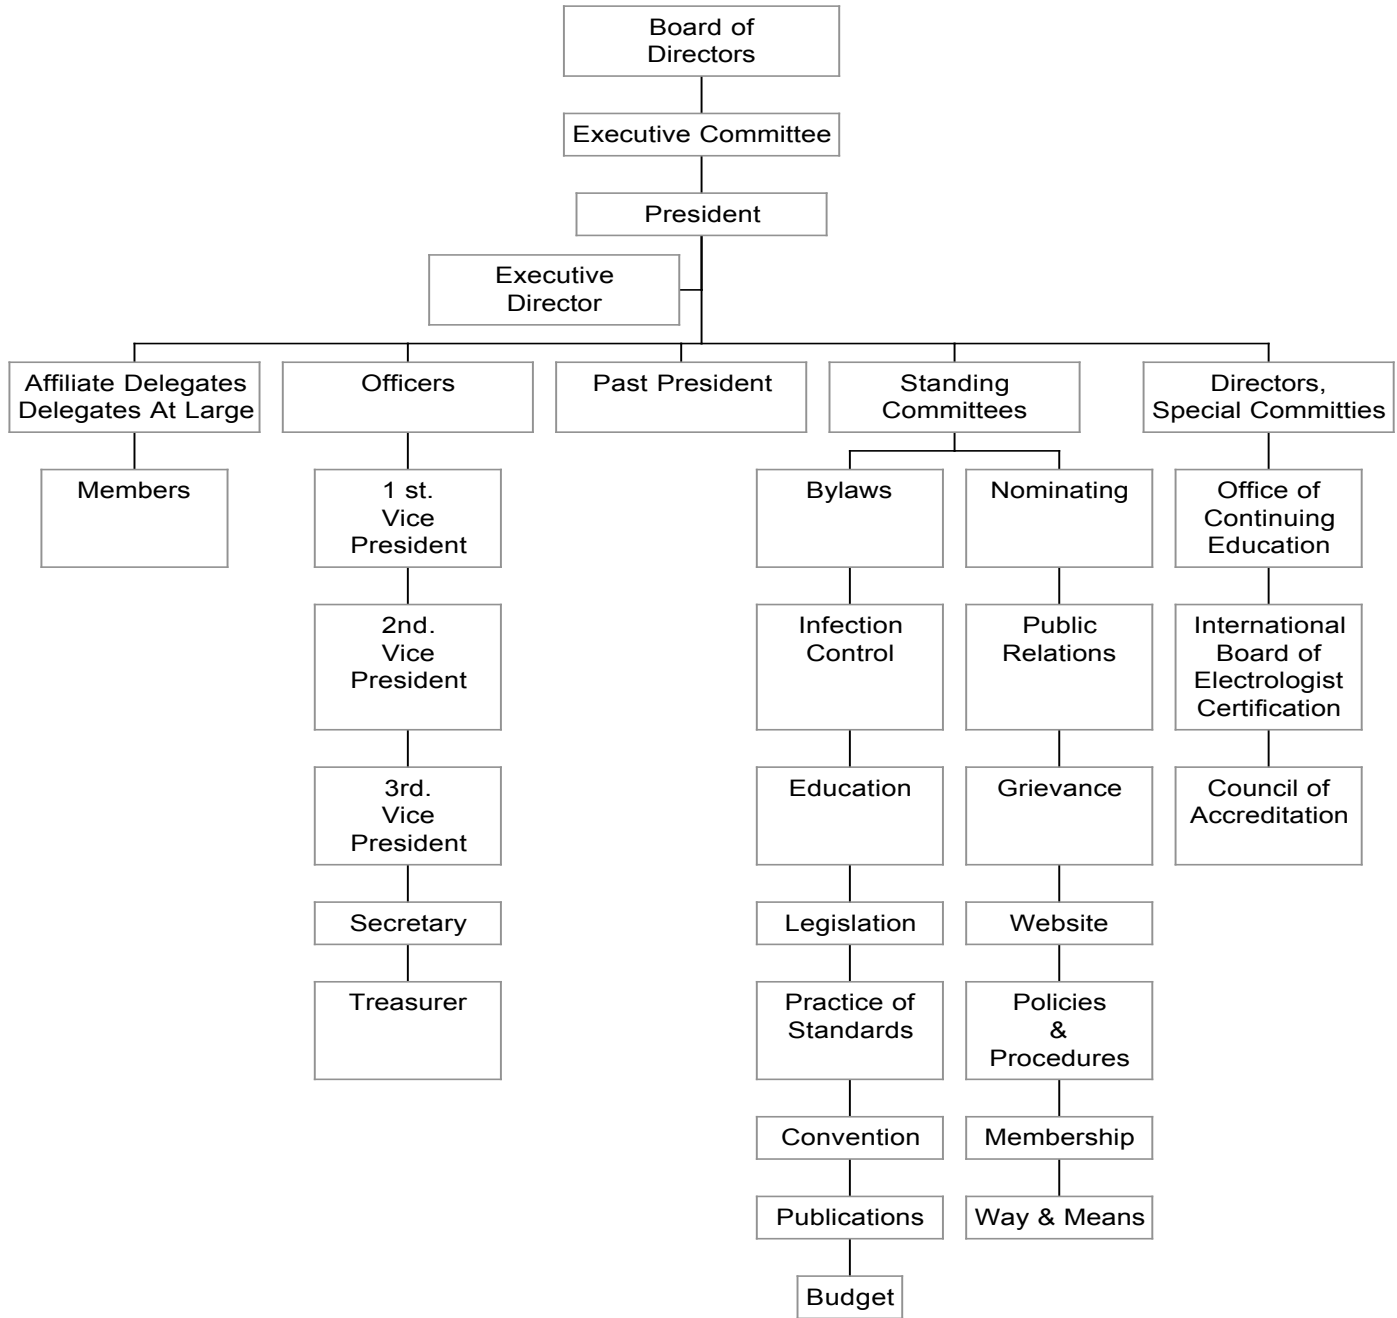 Board of
Directors
Executive Committee
President
Executive
Director
Affiliate Delegates
Delegates At Large
Officers
Past President
Standing
Committees
Directors,
Special Committies
Members
1 st.
Vice
President
2nd.
Vice
President
3rd.
Vice
President
Secretary
Treasurer
Bylaws
Infection
Control
Education
Legislation
Practice of
Standards
Convention
Publications
Budget
Nominating
Public
Relations
Grievance
Website
Policies
&
Procedures
Membership
Way & Means
Office of
Continuing
Education
International
Board of
Electrologist
Certification
Council of
Accreditation